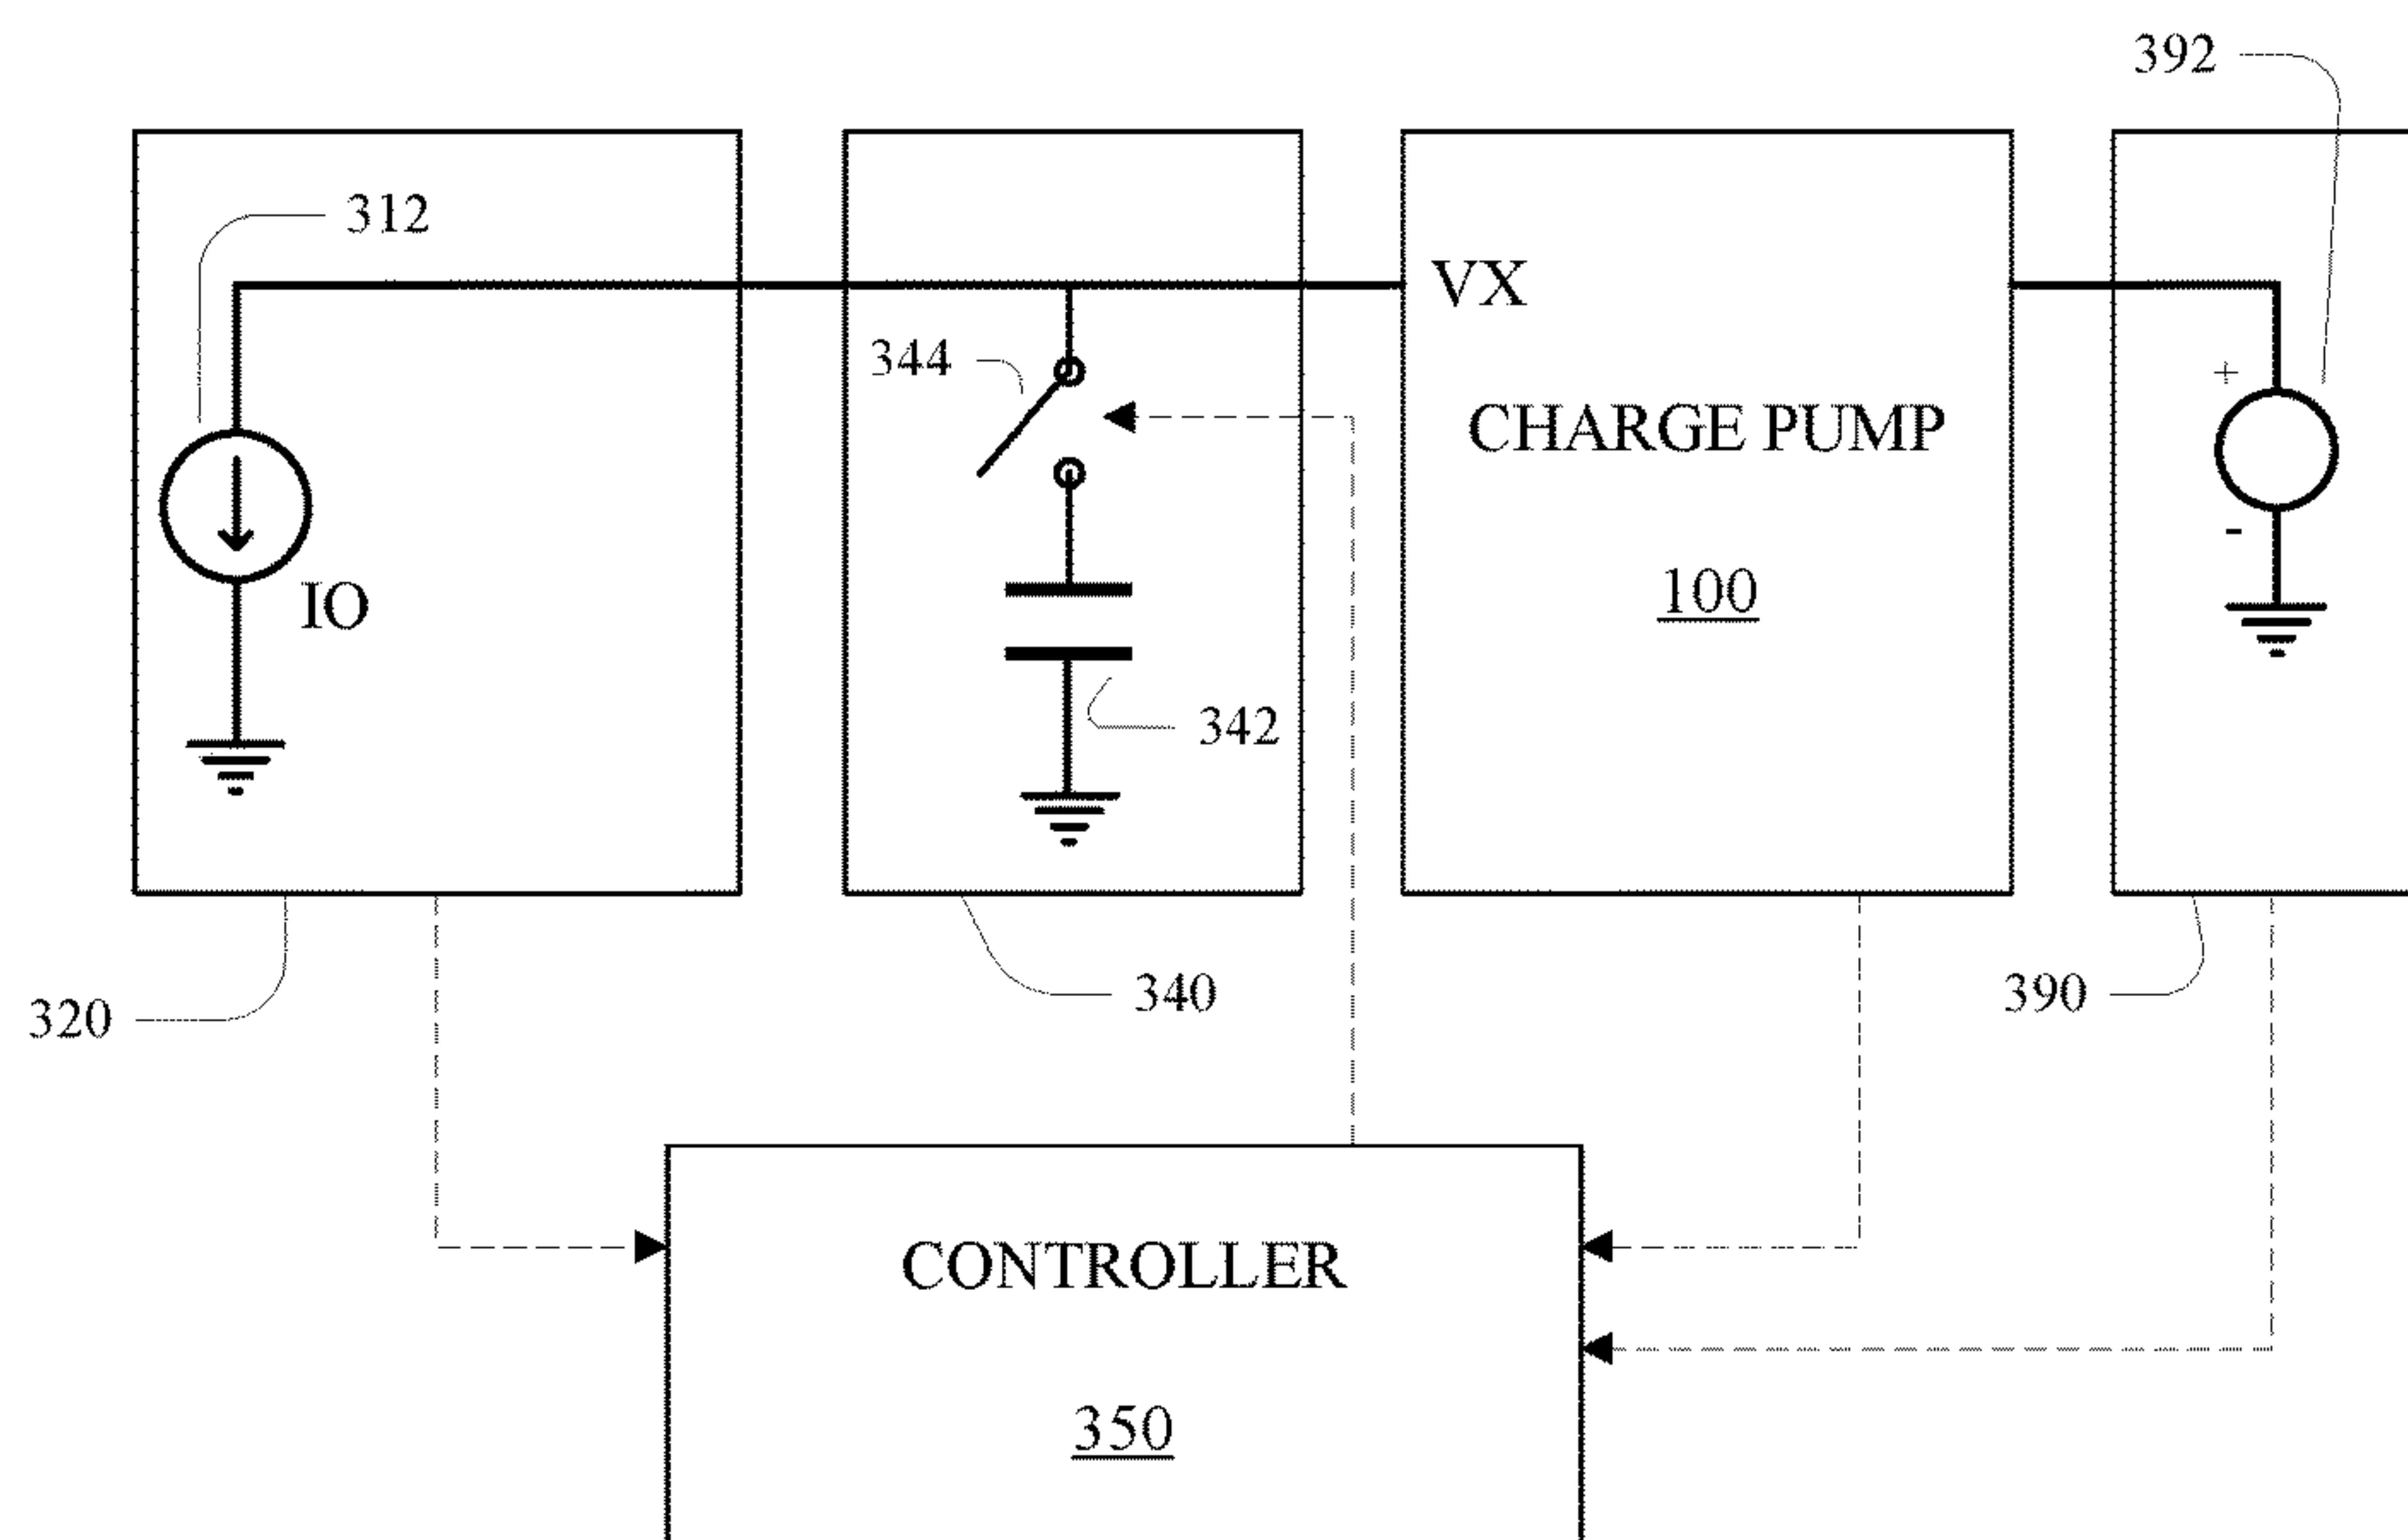 392
312
VX
344
+
CHARGE PUMP
-
100
IO
342
340
390
320
CONTROLLER
350